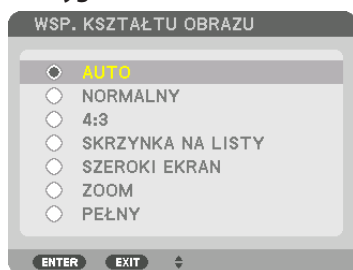 WSP. KSZTAŁTU OBRAZU
AUTO
NORMALNY
4:3
SKRZYNKA NA LISTY
SZEROKI EKRAN
ZOOM
PEŁNY
ENTER EXIT